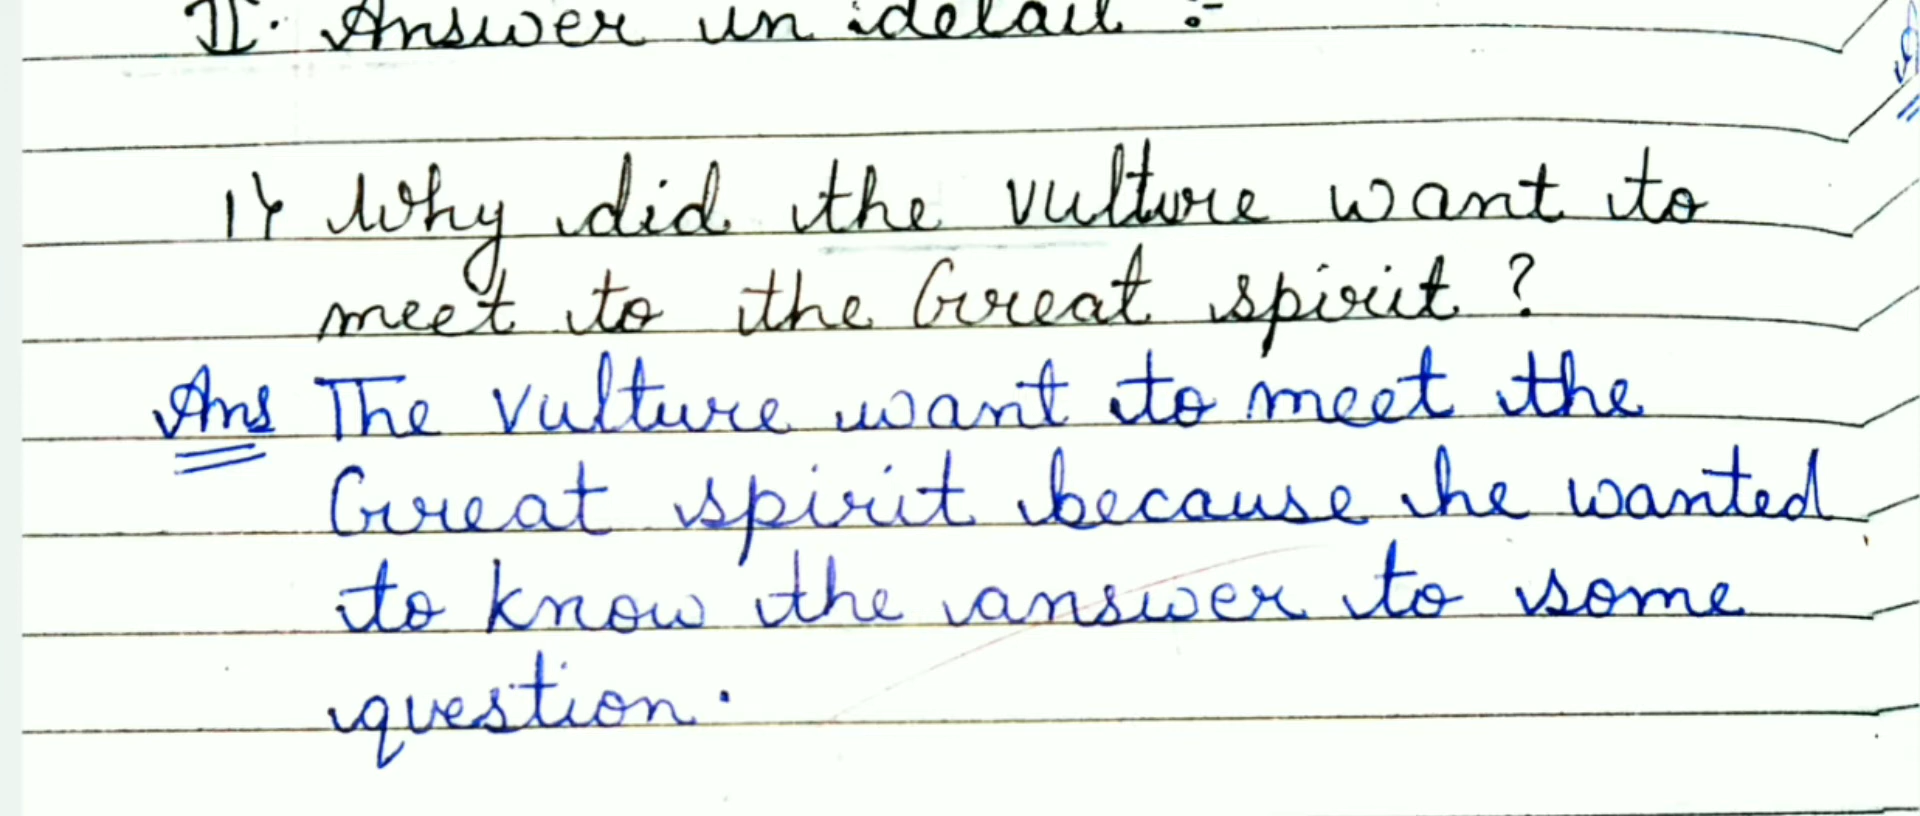 II. Answer in detail :-
1) Why did the vulture want to
meet to the Great spirit ?
Ans The vulture want to meet the
Great spirit because he wanted
to know the answer to some
question.